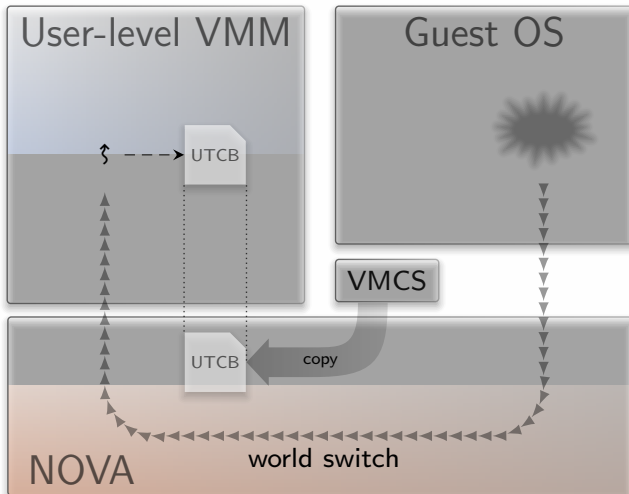 User-level VMM
Guest OS
UTCB
VMCS
UTCB
copy
world switch
NOVA